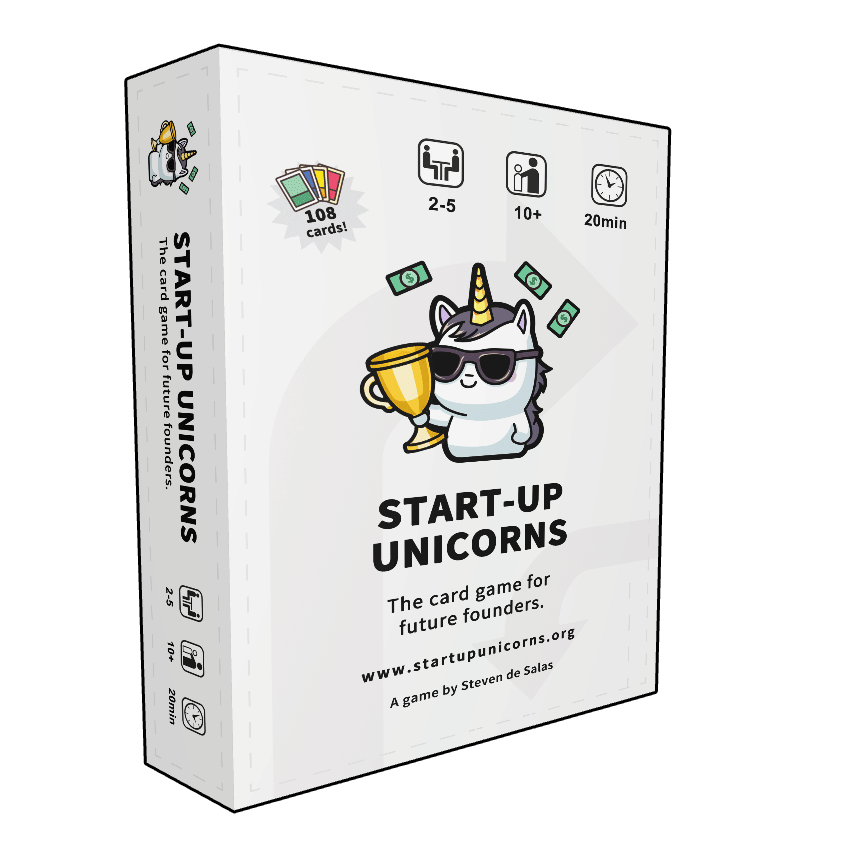 START-UP UNICORNS
The card game for future founders.
2-5
10+
20min
108
cards!
2-5
10+
20min
START-UP
UNICORNS
The card game for
future founders.
www.startupunicorns.org
A game by Steven de Salas